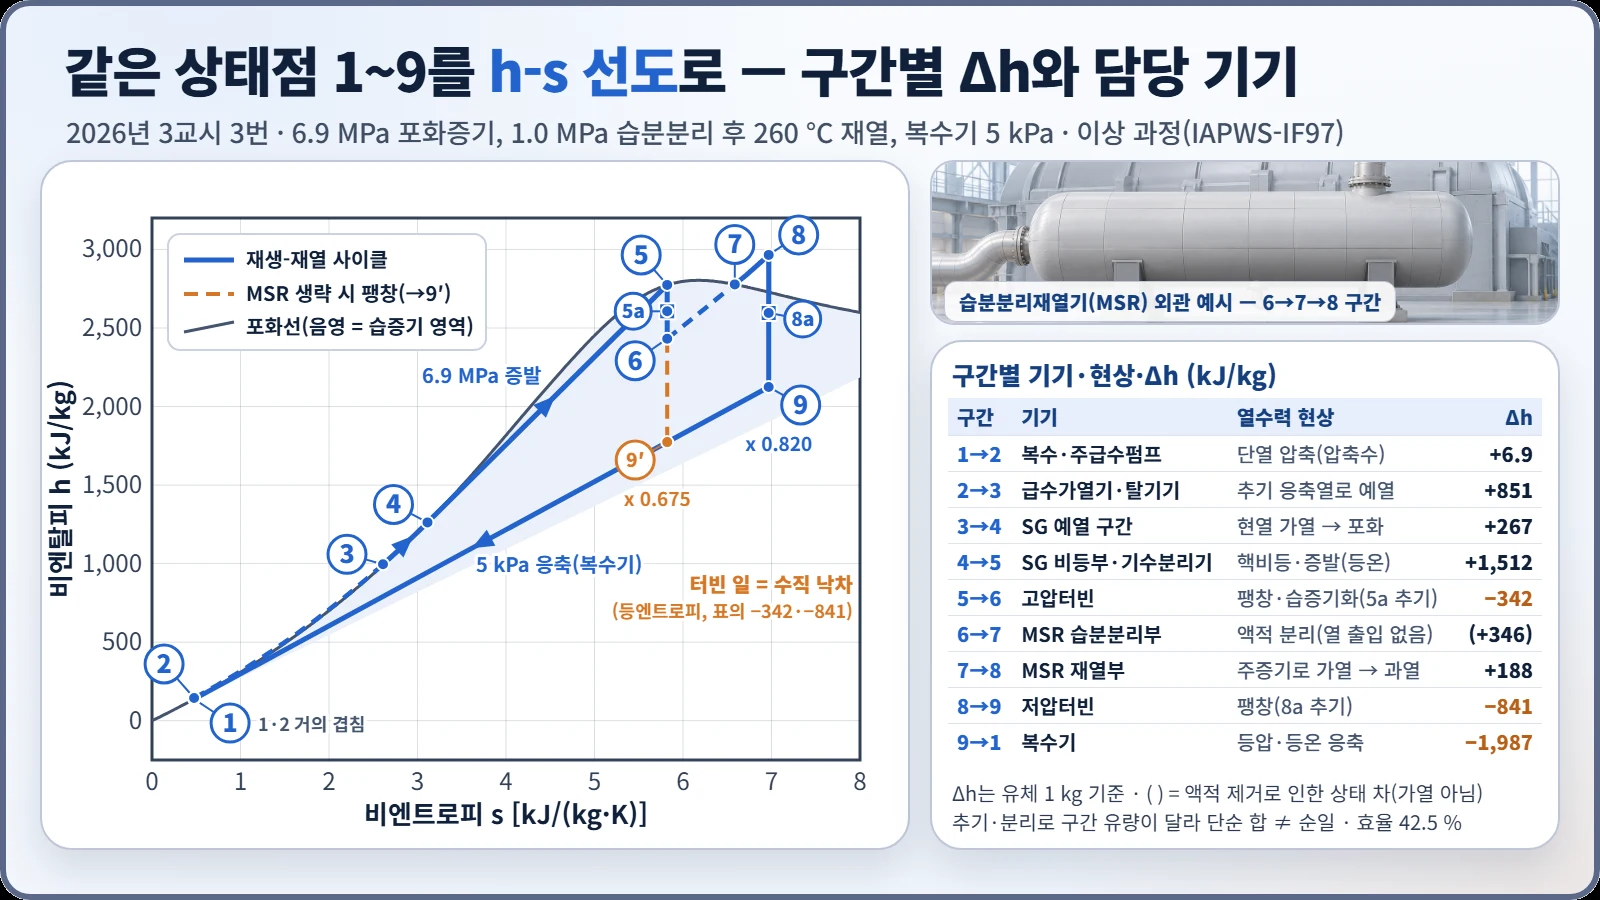 같은 상태점 1~9를 h-s 선도로 — 구간별 Δh와 담당 기기
2026년 3교시 3번 · 6.9 MPa 포화증기, 1.0 MPa 습분분리 후 260 °C 재열, 복수기 5 kPa · 이상 과정(IAPWS-IF97)
비엔탈피 h (kJ/kg)
3,000
2,500
2,000
1,500
1,000
500
0
재생-재열 사이클
MSR 생략 시 팽창(→9′)
포화선(음영 = 습증기 영역)
5
7
8
5a
8a
6
6.9 MPa 증발
9
x 0.820
9′
x 0.675
4
3
5 kPa 응축(복수기)
터빈 일 = 수직 낙차
(등엔트로피, 표의 −342·−841)
2
1
1·2 거의 겹침
0 1 2 3 4 5 6 7 8
비엔트로피 s [kJ/(kg·K)]
습분분리재열기(MSR) 외관 예시 — 6→7→8 구간
구간별 기기·현상·Δh (kJ/kg)
구간 기기 열수력 현상 Δh
1→2 복수·주급수펌프 단열 압축(압축수) +6.9
2→3 급수가열기·탈기기 추기 응축열로 예열 +851
3→4 SG 예열 구간 현열 가열 → 포화 +267
4→5 SG 비등부·기수분리기 핵비등·증발(등온) +1,512
5→6 고압터빈 팽창·습증기화(5a 추기) −342
6→7 MSR 습분분리부 액적 분리(열 출입 없음) (+346)
7→8 MSR 재열부 주증기로 가열 → 과열 +188
8→9 저압터빈 팽창(8a 추기) −841
9→1 복수기 등압·등온 응축 −1,987
Δh는 유체 1 kg 기준 · ( ) = 액적 제거로 인한 상태 차(가열 아님)
추기·분리로 구간 유량이 달라 단순 합 ≠ 순일 · 효율 42.5 %